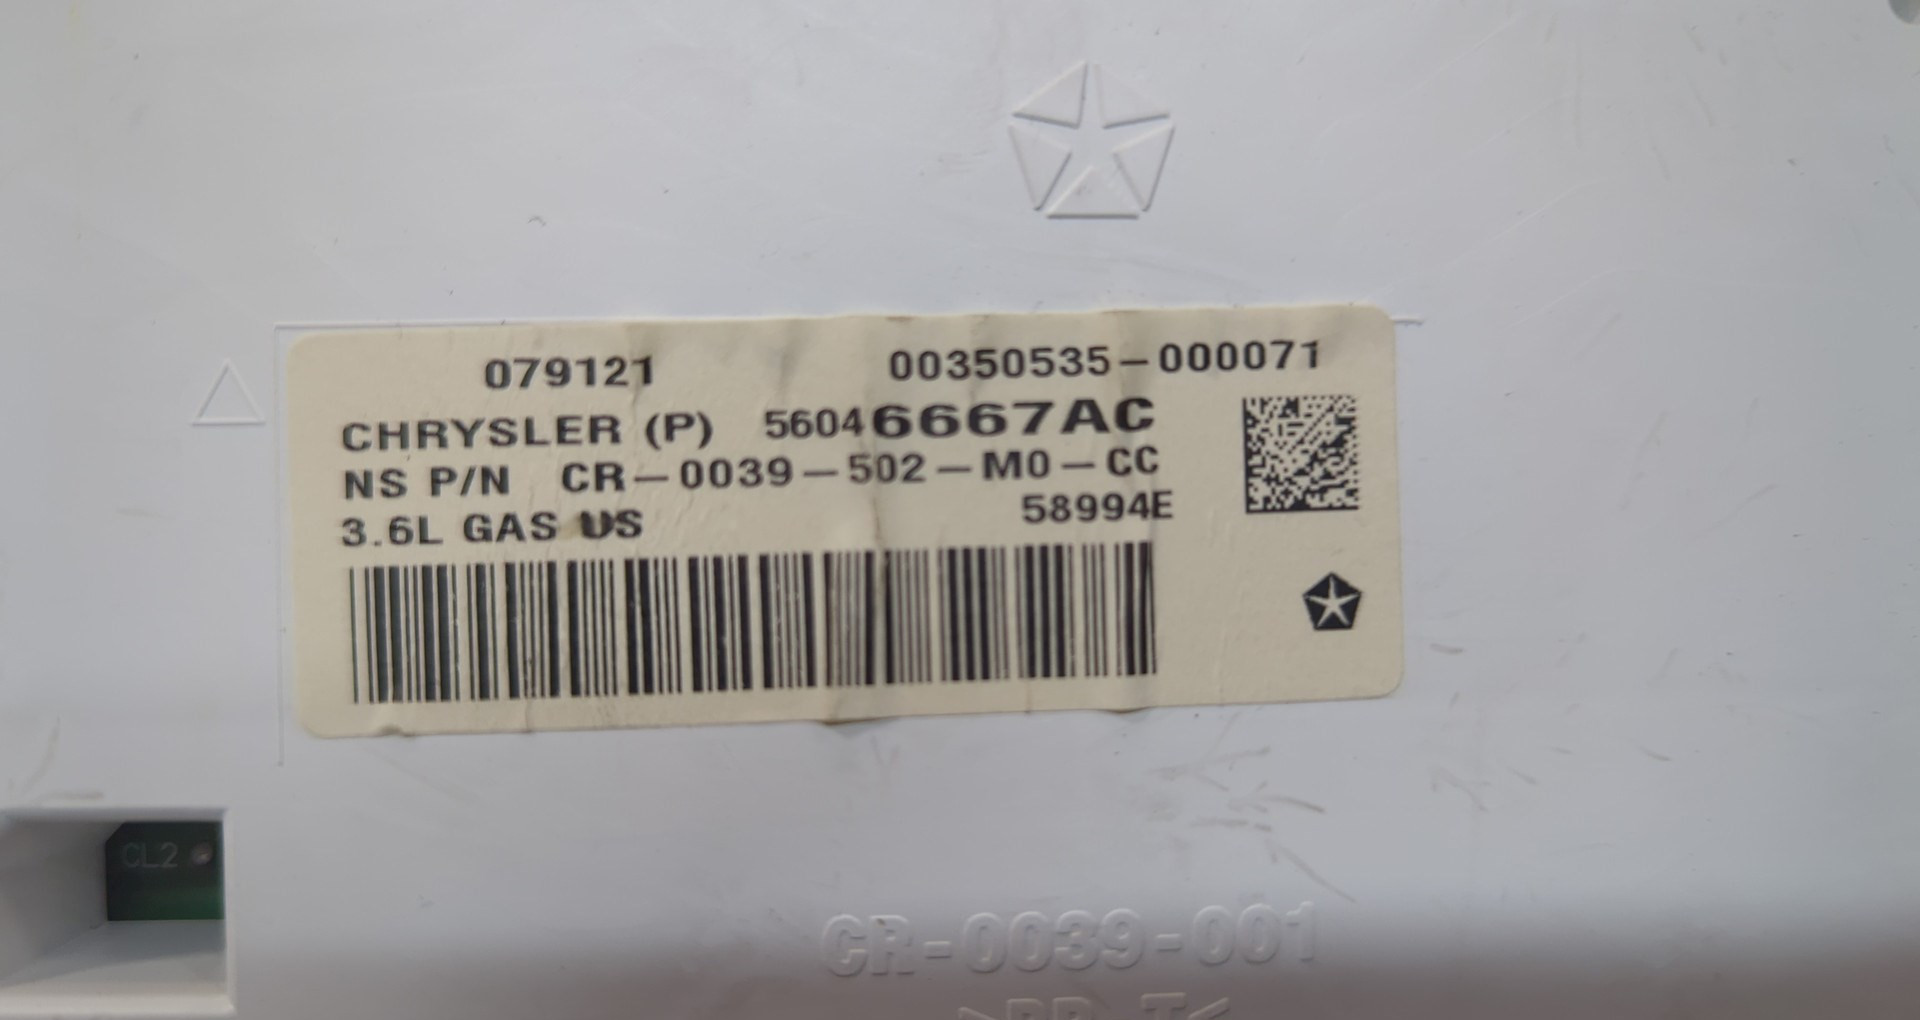 079121 00350535-000071
CHRYSLER (P) 56046667AC
NS P/N CR-0039-502-M0-CC
3.6L GAS US 58994E
CL2
CR-0039-001